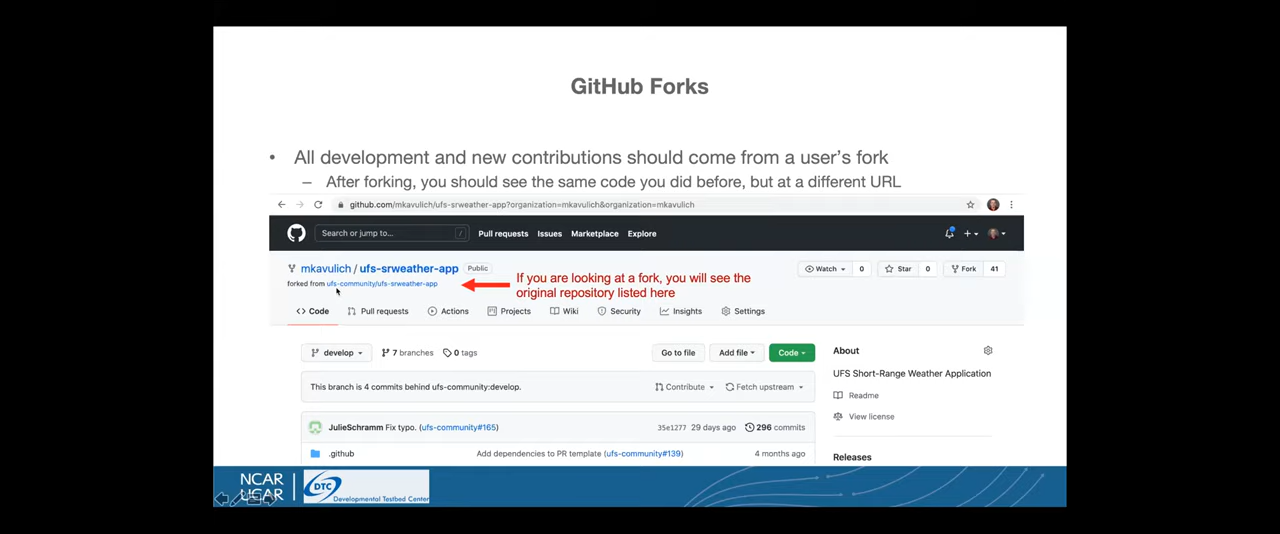 GitHub Forks
• All development and new contributions should come from a user's fork
– After forking, you should see the same code you did before, but at a different URL
github.com/mkavulich/ufs-srweather-app?organization=mkavulich&organization=mkavulich
Search or jump to... / Pull requests Issues Marketplace Explore
mkavulich / ufs-srweather-app Public Watch 0 Star 0 Fork 41
forked from ufs-community/ufs-srweather-app
If you are looking at a fork, you will see the
original repository listed here
Code Pull requests Actions Projects Wiki Security Insights Settings
develop 7 branches 0 tags Go to file Add file Code About
UFS Short-Range Weather Application
This branch is 4 commits behind ufs-community:develop. Contribute Fetch upstream
Readme
View license
JulieSchramm Fix typo. (ufs-community#165) 35e1277 29 days ago 296 commits
.github Add dependencies to PR template (ufs-community#139) 4 months ago
Releases
NCAR
UCAR
DTC
Developmental Testbed Center